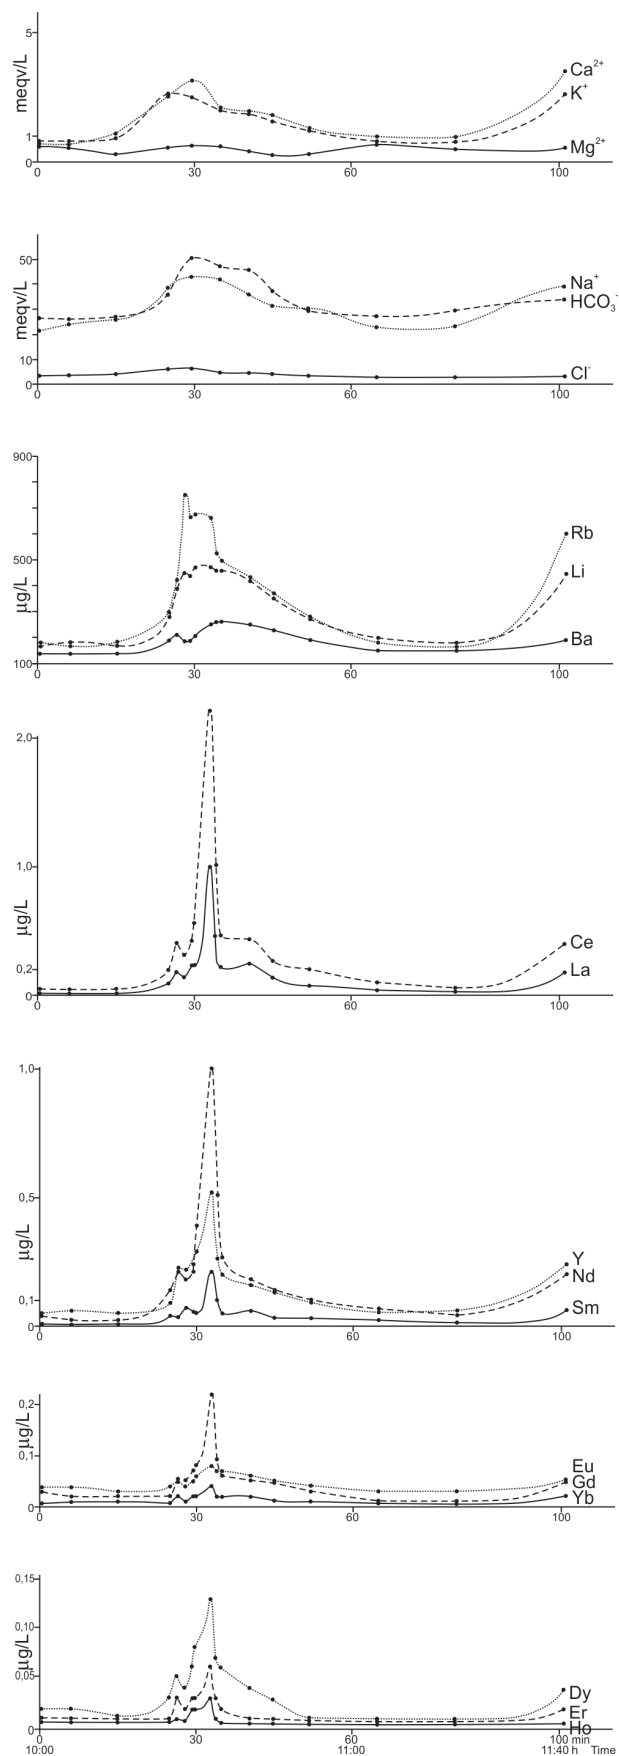 5
meqv/L
Ca²⁺
K⁺
1
Mg²⁺
0
0 30 60 100
50
meqv/L
Na⁺
HCO₃⁻
10
Cl⁻
0
0 30 60 100
900
Rb
500
Li
µg/L
Ba
100
0 30 60 100
2,0
1,0
µg/L
Ce
0,2
La
0
0 30 60 100
1,0
0,5
µg/L
Y
Nd
0,1
Sm
0
0 30 60 100
0,2
µg/L
0,1
Eu
Gd
Yb
0
0 30 60 100
0,15
0,10
µg/L
0,05
Dy
Er
Ho
0
0 30 60 100 min
10:00 11:00 11:40 h Time